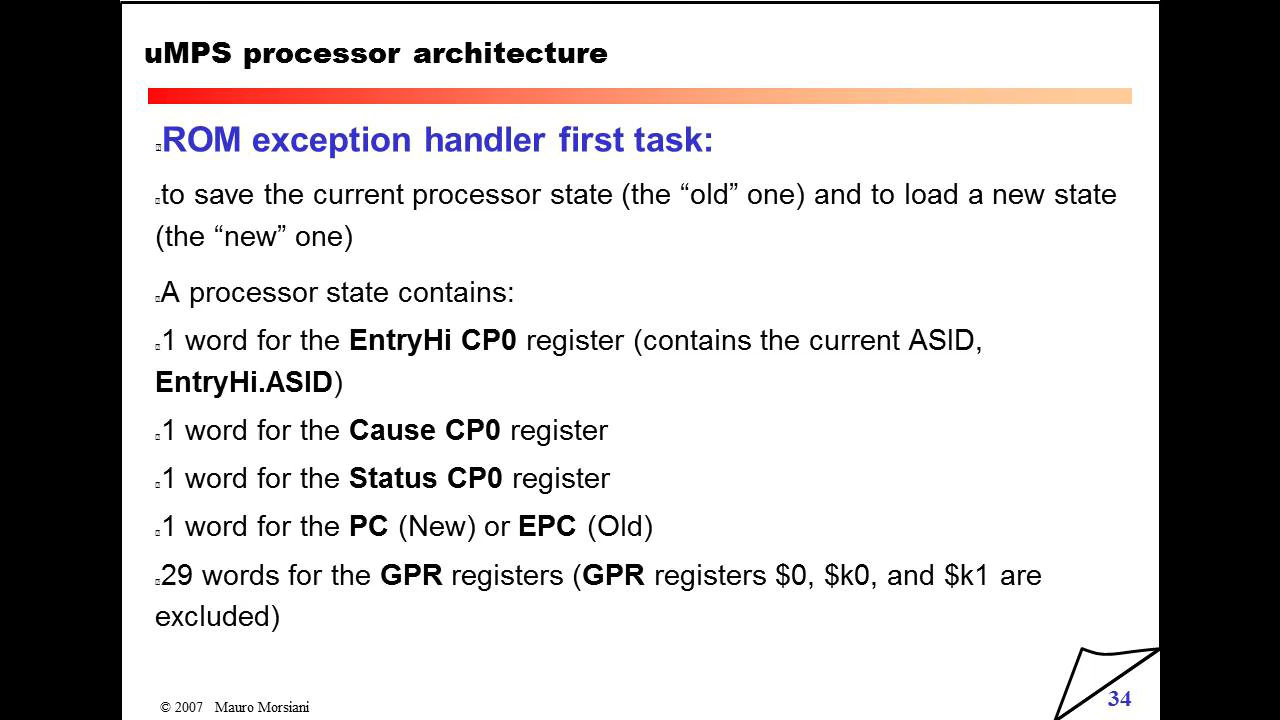 uMPS processor architecture
ROM exception handler first task:
to save the current processor state (the “old” one) and to load a new state
(the “new” one)
A processor state contains:
1 word for the EntryHi CP0 register (contains the current ASID,
EntryHi.ASID)
1 word for the Cause CP0 register
1 word for the Status CP0 register
1 word for the PC (New) or EPC (Old)
29 words for the GPR registers (GPR registers $0, $k0, and $k1 are
excluded)
© 2007 Mauro Morsiani
34